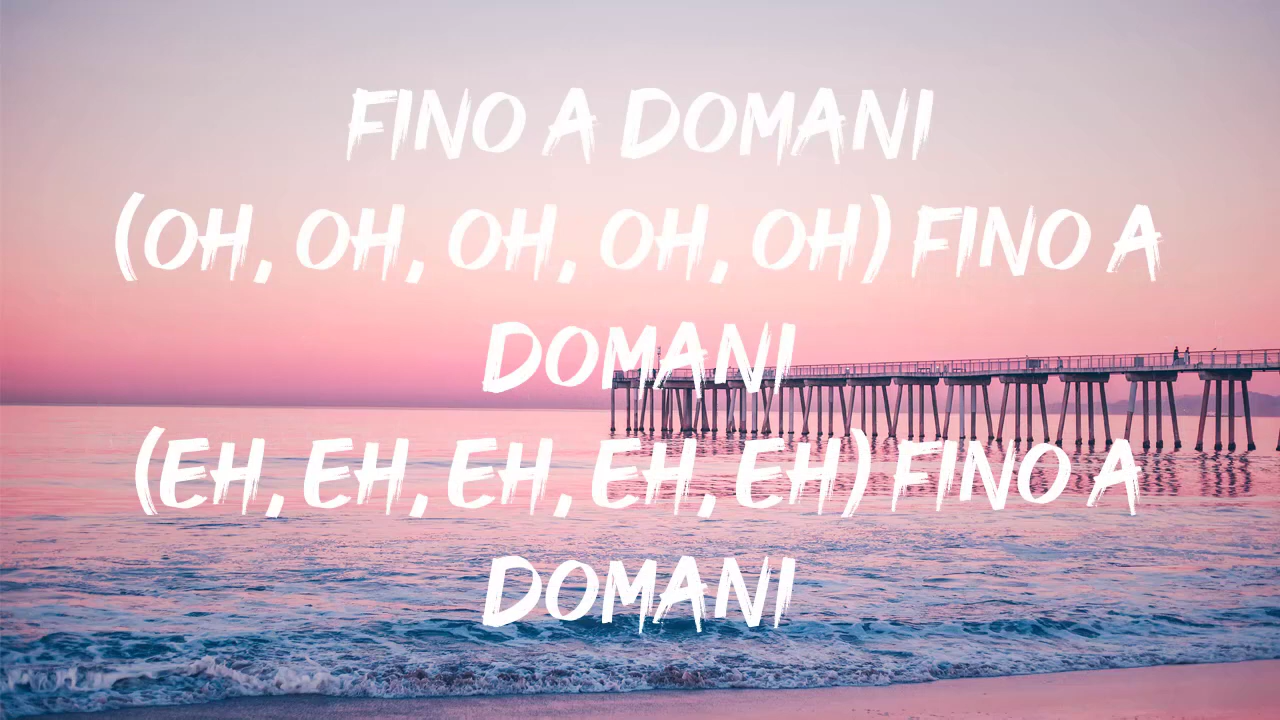 FINO A DOMANI
(OH, OH, OH, OH, OH) FINO A
DOMANI
(EH, EH, EH, EH, EH) FINO A
DOMANI